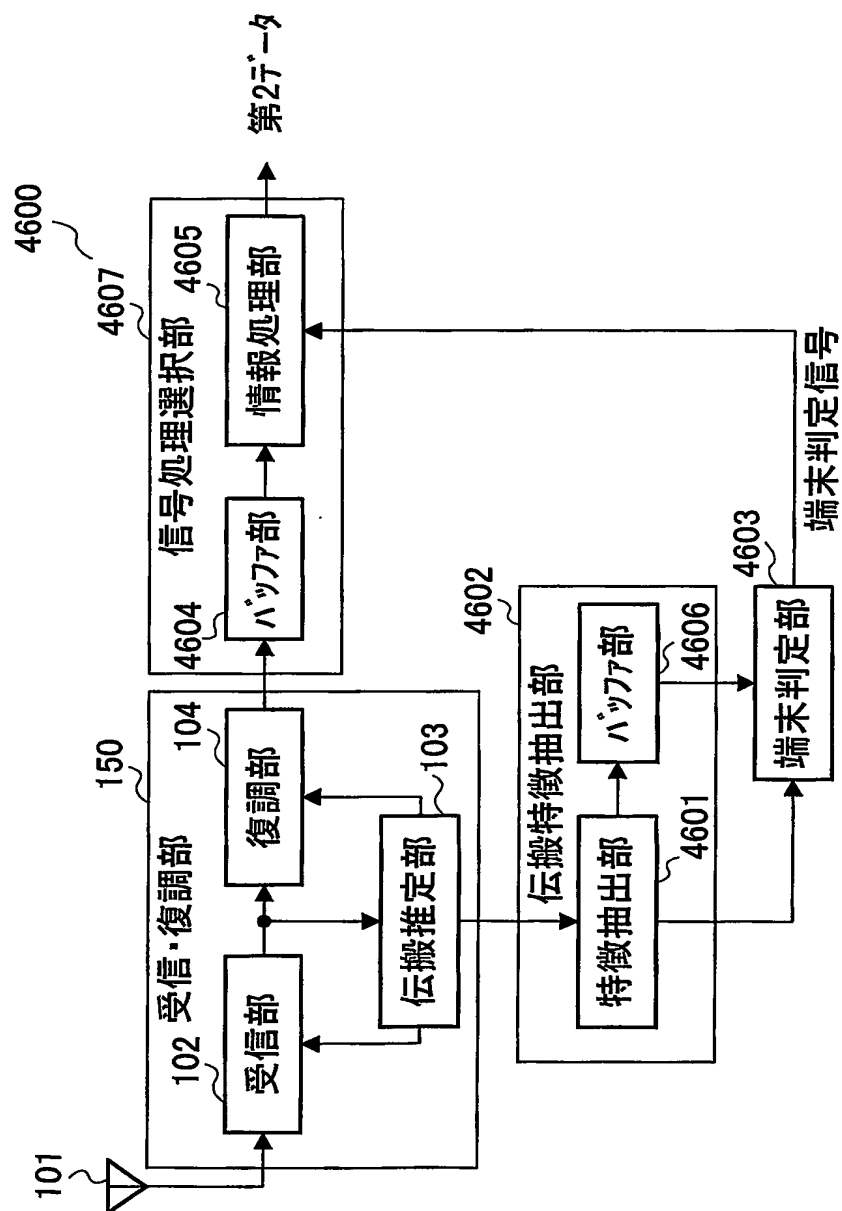 4600
101
150
受信・復調部
102
受信部
104
復調部
103
伝搬推定部
4607
信号処理選択部
4604
バッファ部
4605
情報処理部
第2データ
4602
伝搬特徴抽出部
特徴抽出部
4601
バッファ部
4606
4603
端末判定部
端末判定信号